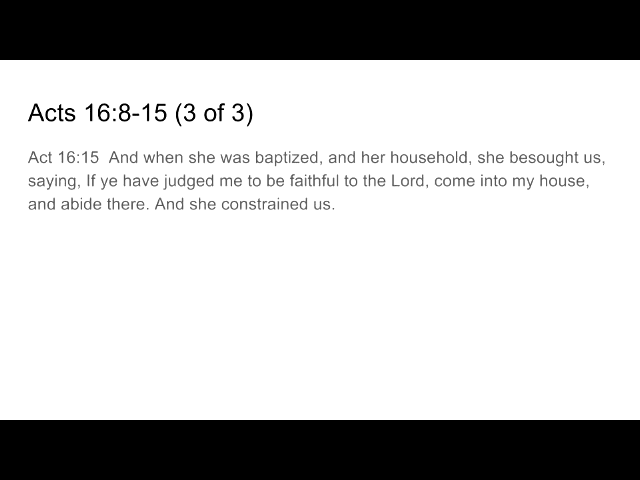 Acts 16:8-15 (3 of 3)
Act 16:15  And when she was baptized, and her household, she besought us,
saying, If ye have judged me to be faithful to the Lord, come into my house,
and abide there. And she constrained us.